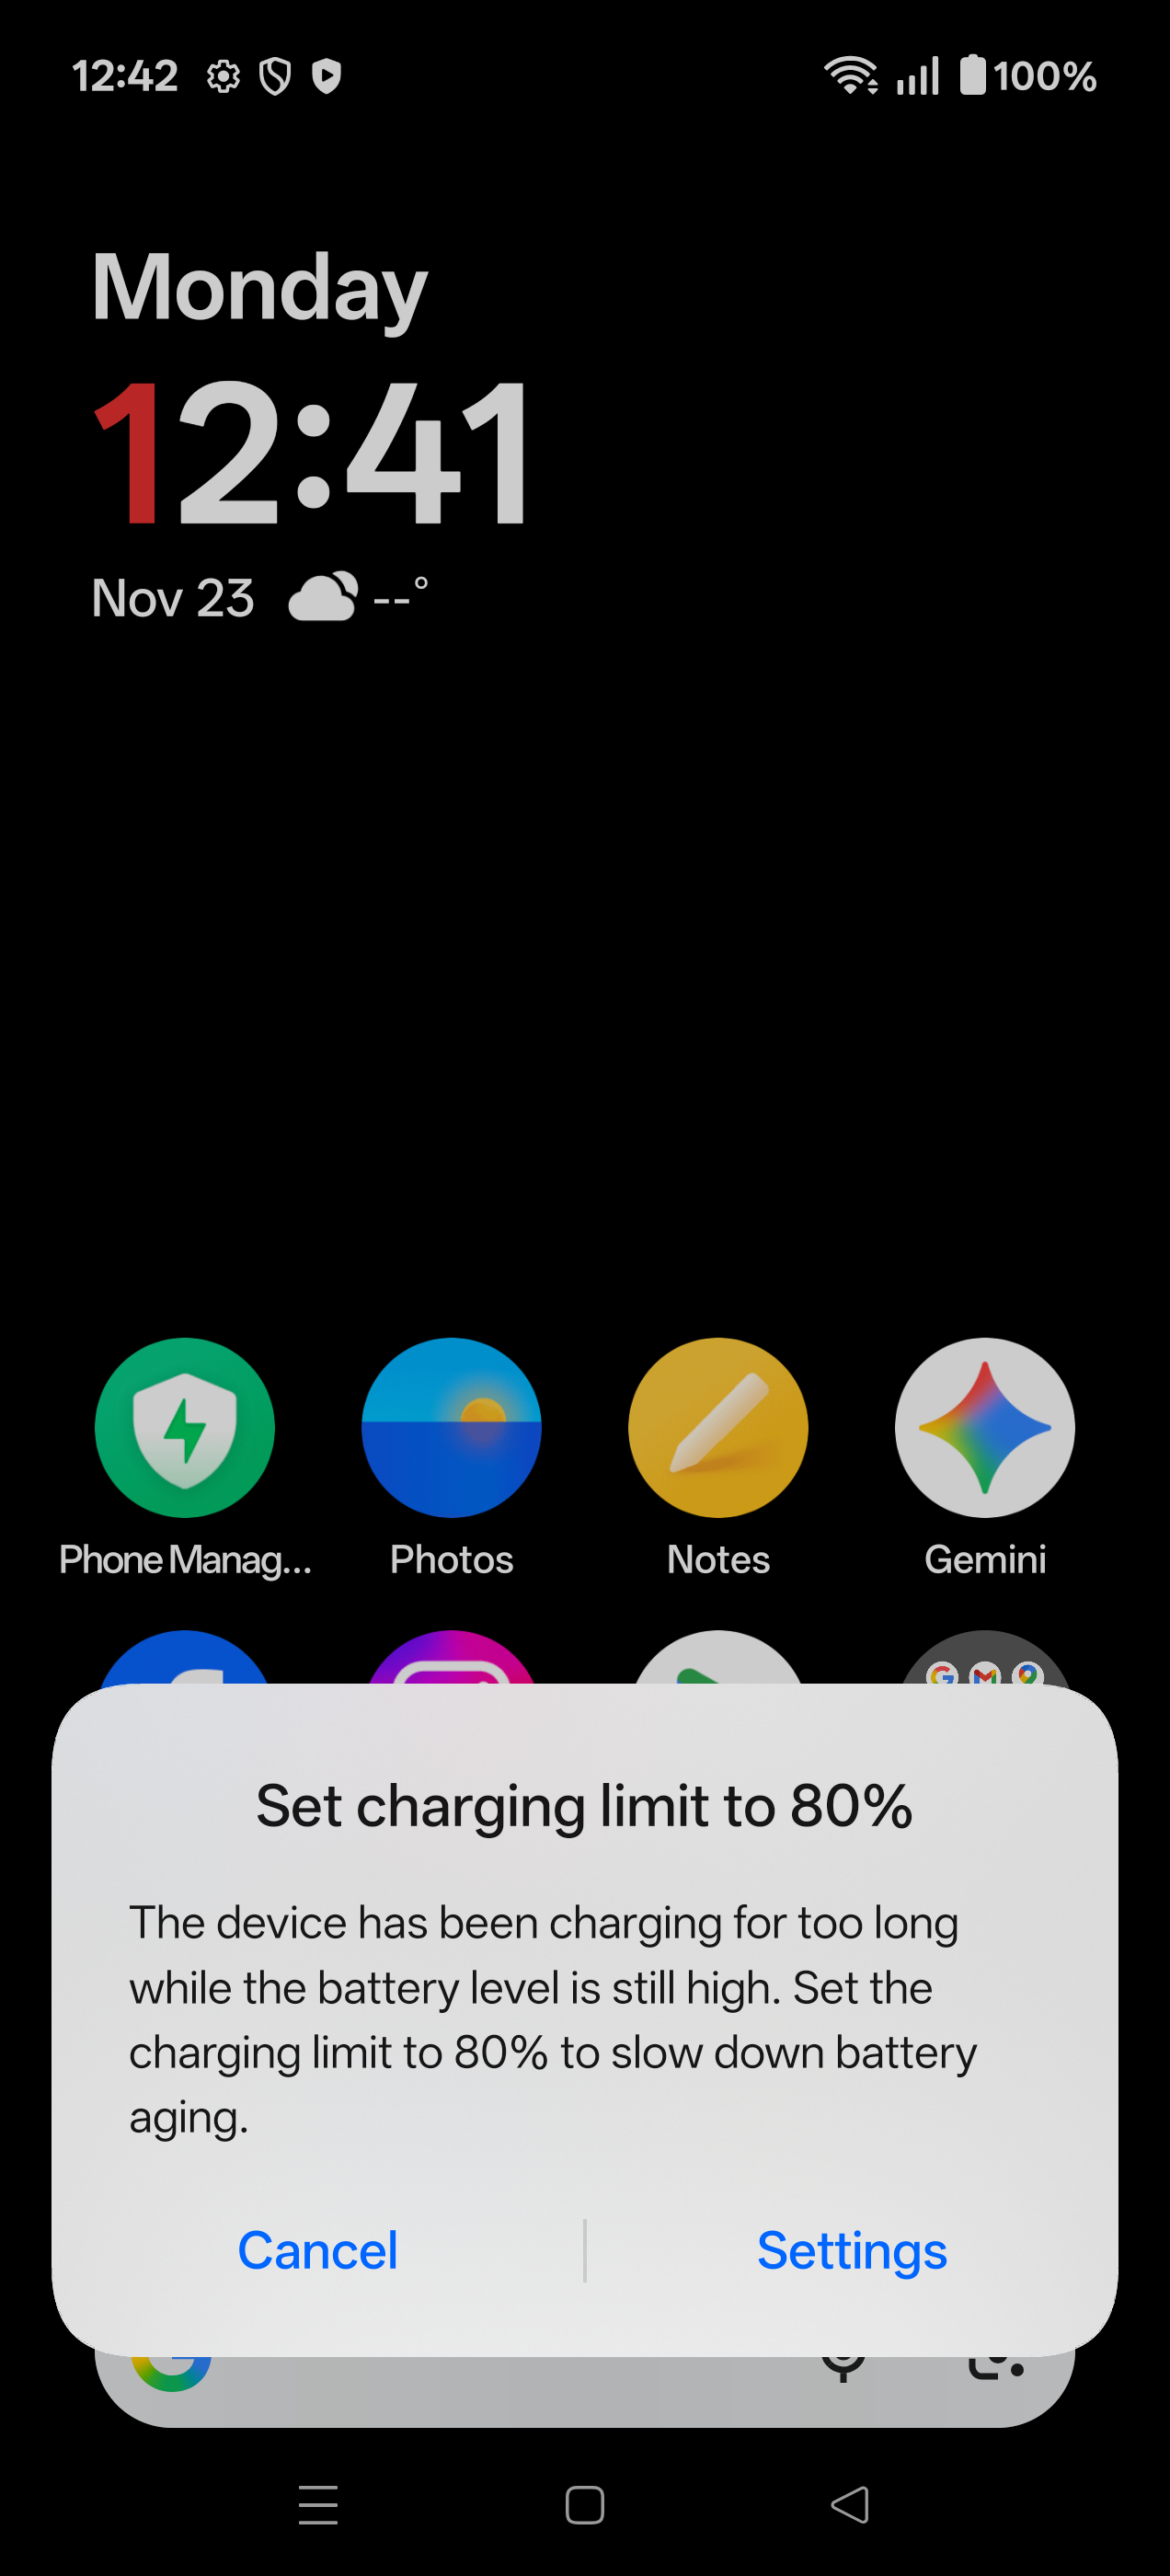 12:42
100%
Monday
12:41
Nov 23 --°
Phone Manag...
Photos
Notes
Gemini
Set charging limit to 80%
The device has been charging for too long
while the battery level is still high. Set the
charging limit to 80% to slow down battery
aging.
Cancel
Settings